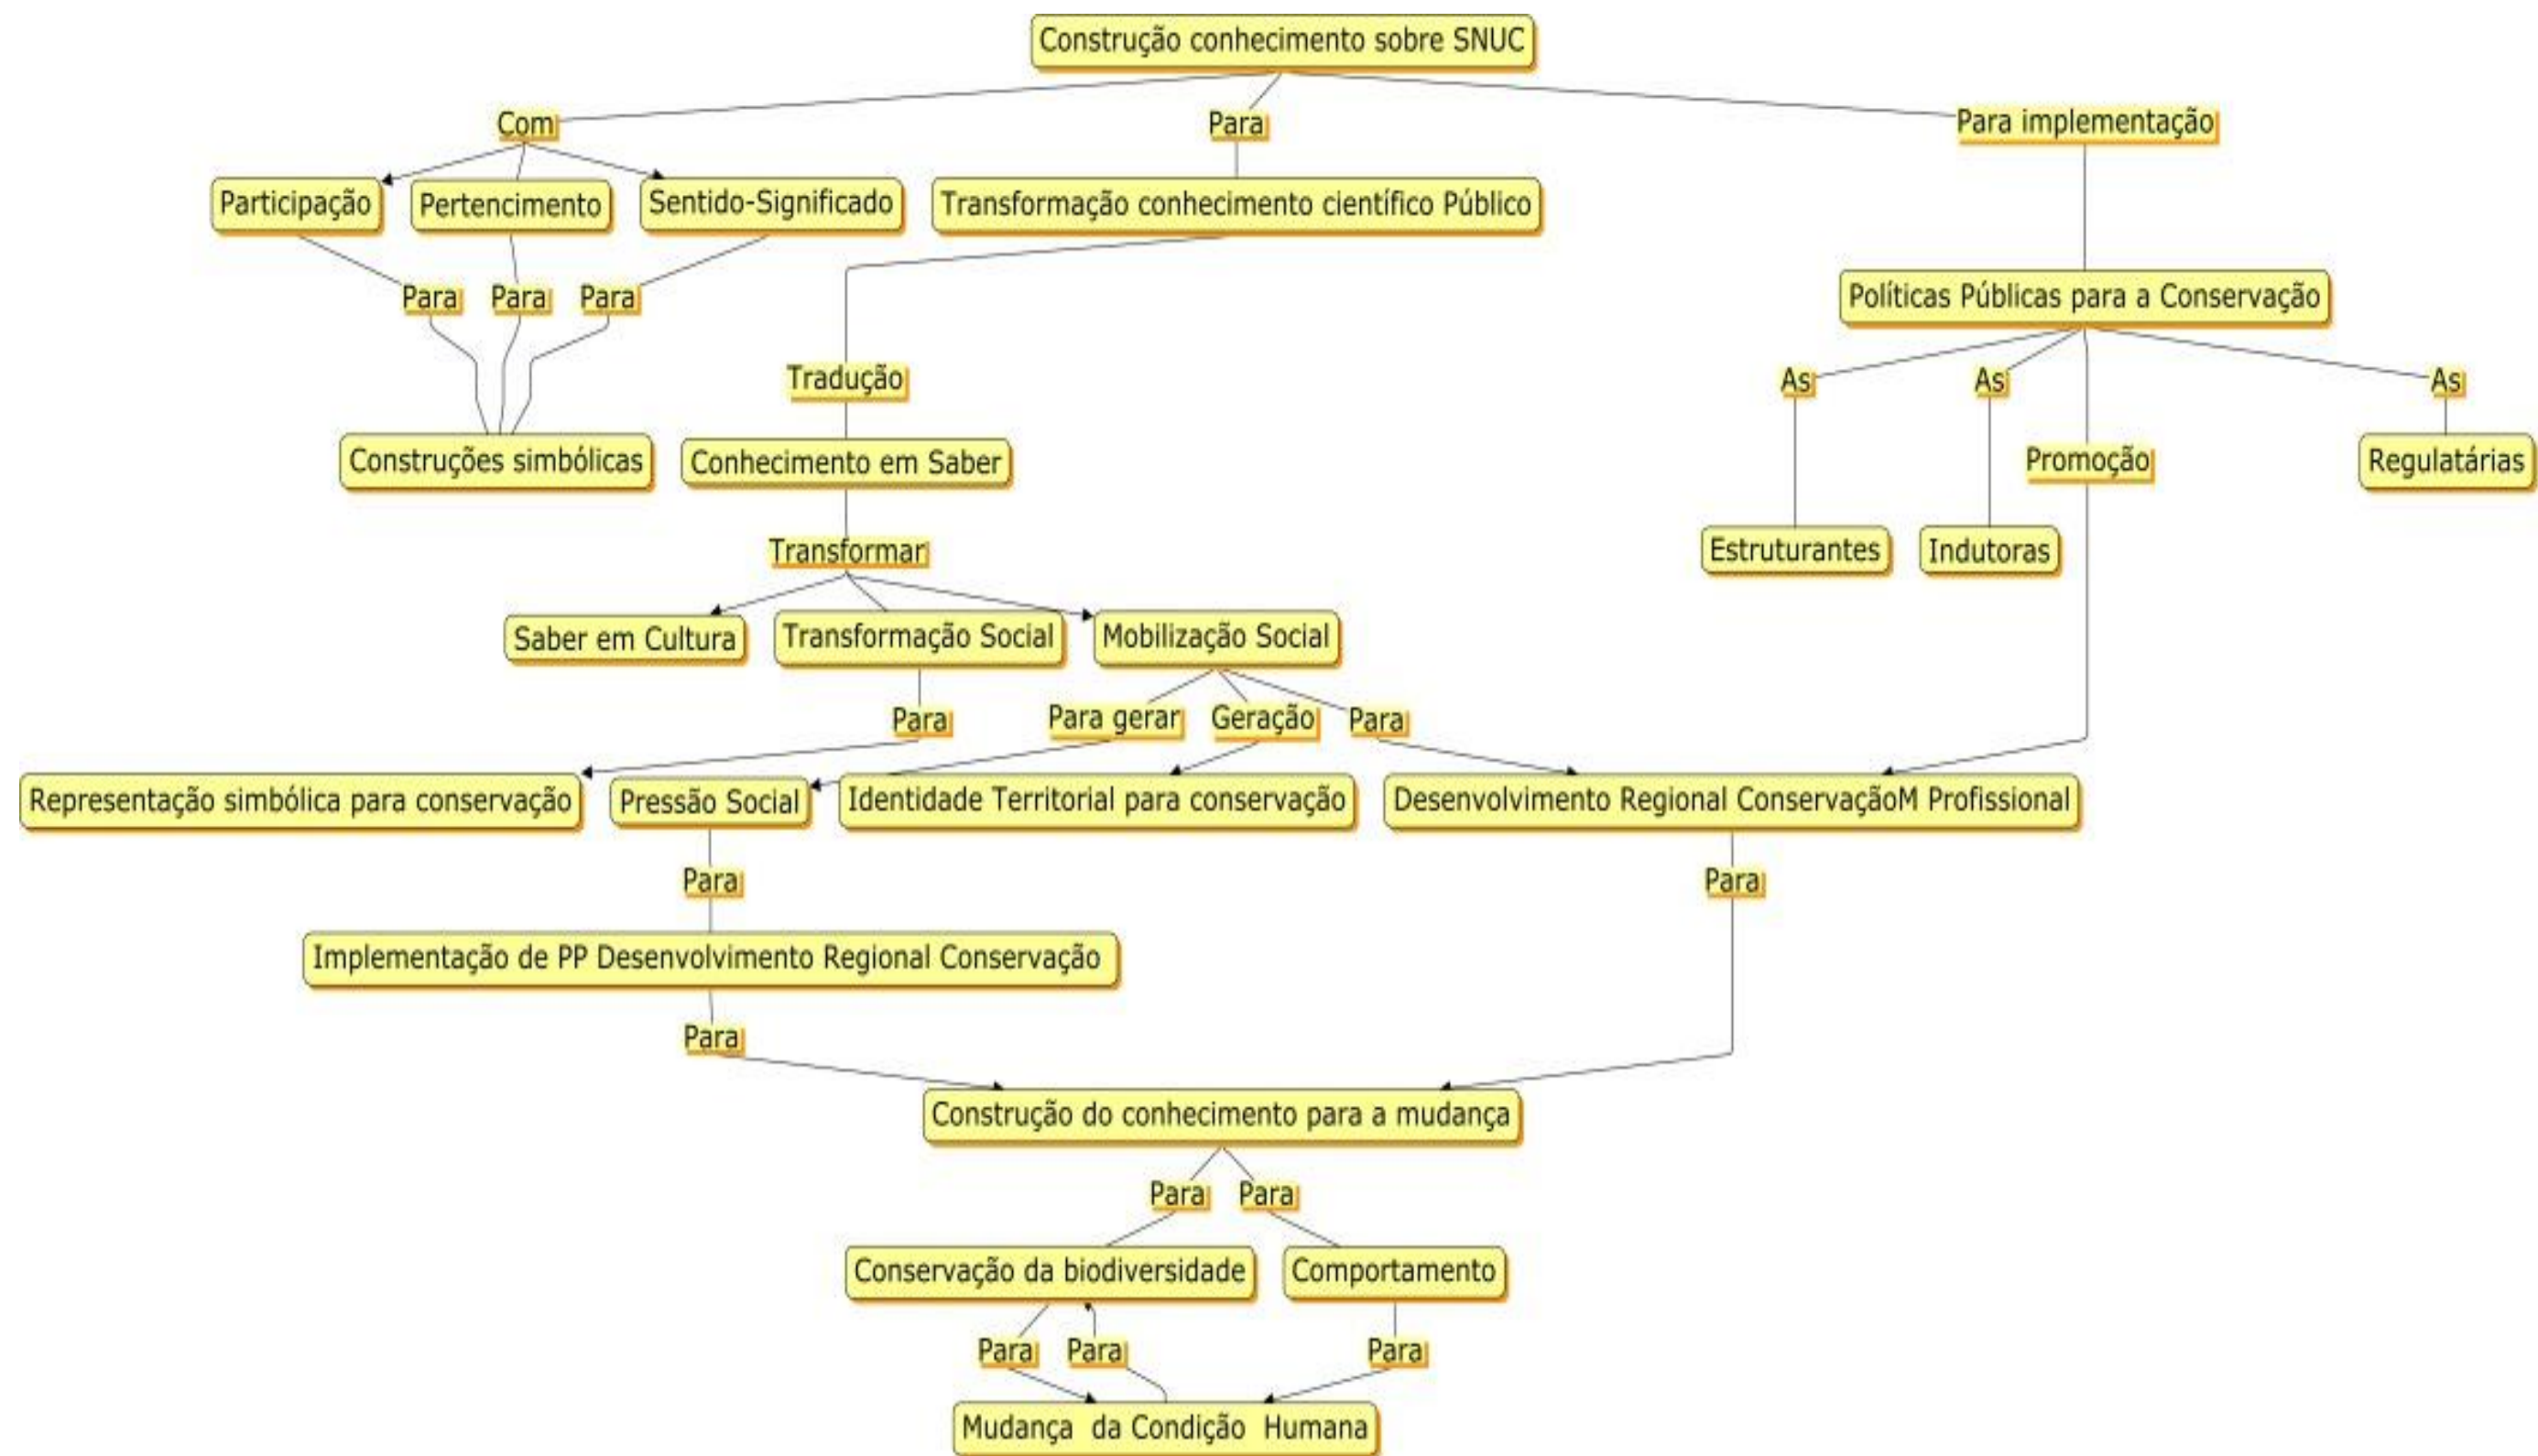 Construção conhecimento sobre SNUC
Com
Para
Para implementação
Participação
Pertencimento
Sentido-Significado
Transformação conhecimento científico Público
Para
Para
Para
Políticas Públicas para a Conservação
Tradução
As
As
As
Construções simbólicas
Conhecimento em Saber
Promoção
Regulatárias
Transformar
Estruturantes
Indutoras
Saber em Cultura
Transformação Social
Mobilização Social
Para
Para gerar
Geração
Para
Representação simbólica para conservação
Pressão Social
Identidade Territorial para conservação
Desenvolvimento Regional ConservaçãoM Profissional
Para
Para
Implementação de PP Desenvolvimento Regional Conservação
Para
Construção do conhecimento para a mudança
Para
Para
Conservação da biodiversidade
Comportamento
Para
Para
Para
Mudança da Condição Humana